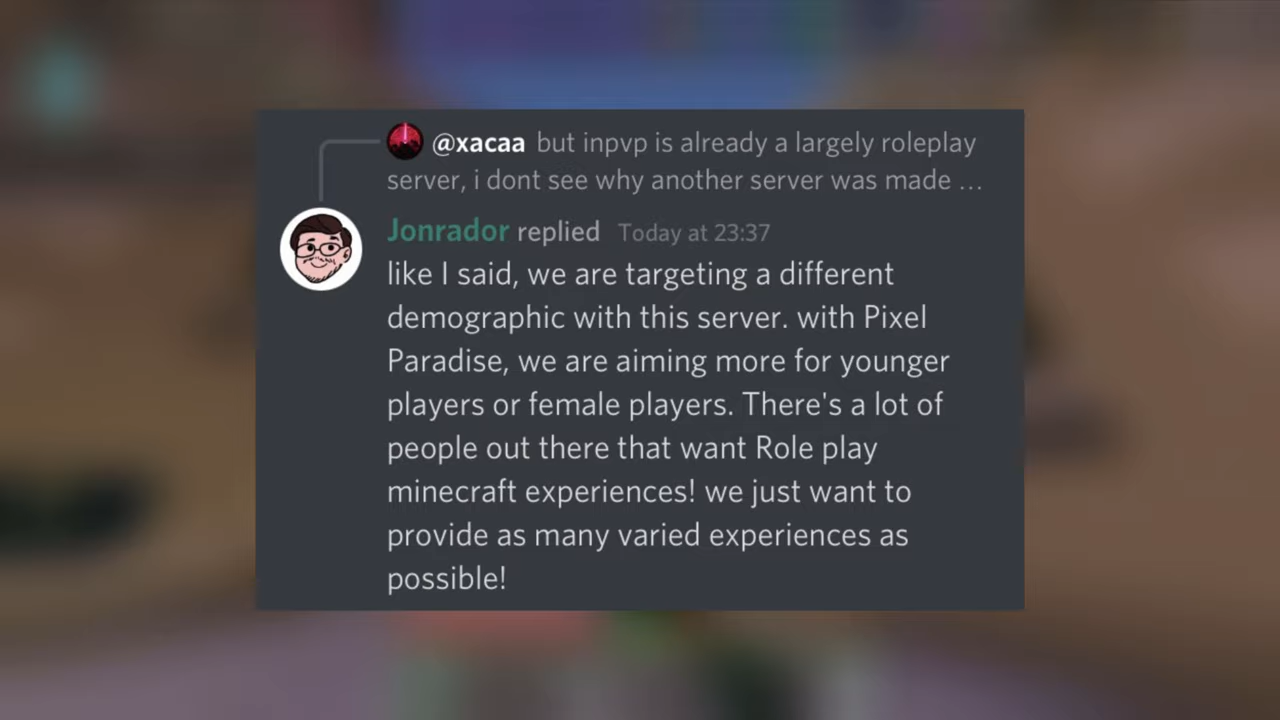 @xacaa but inpvp is already a largely roleplay
server, i dont see why another server was made ...
Jonrador replied Today at 23:37
like I said, we are targeting a different
demographic with this server. with Pixel
Paradise, we are aiming more for younger
players or female players. There's a lot of
people out there that want Role play
minecraft experiences! we just want to
provide as many varied experiences as
possible!